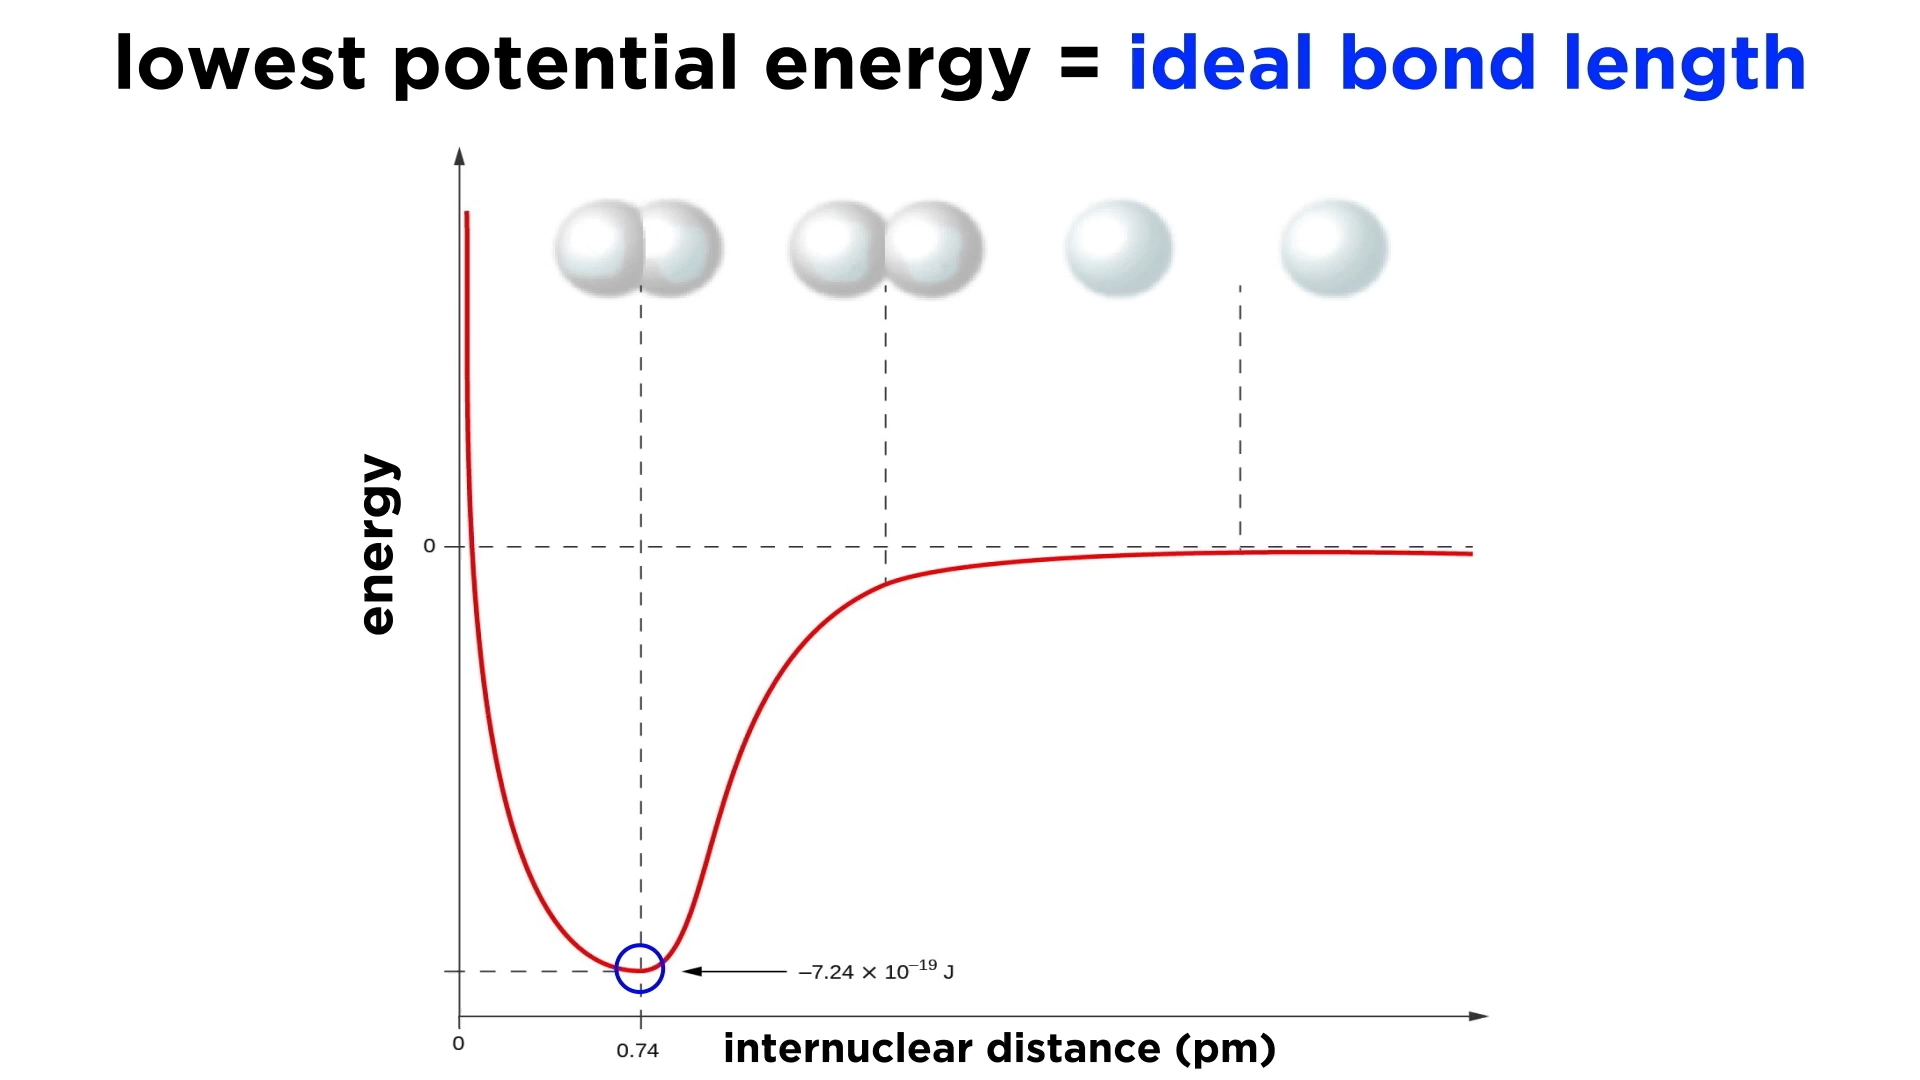 lowest potential energy = ideal bond length
energy
0
–7.24 × 10⁻¹⁹ J
0
0.74
internuclear distance (pm)